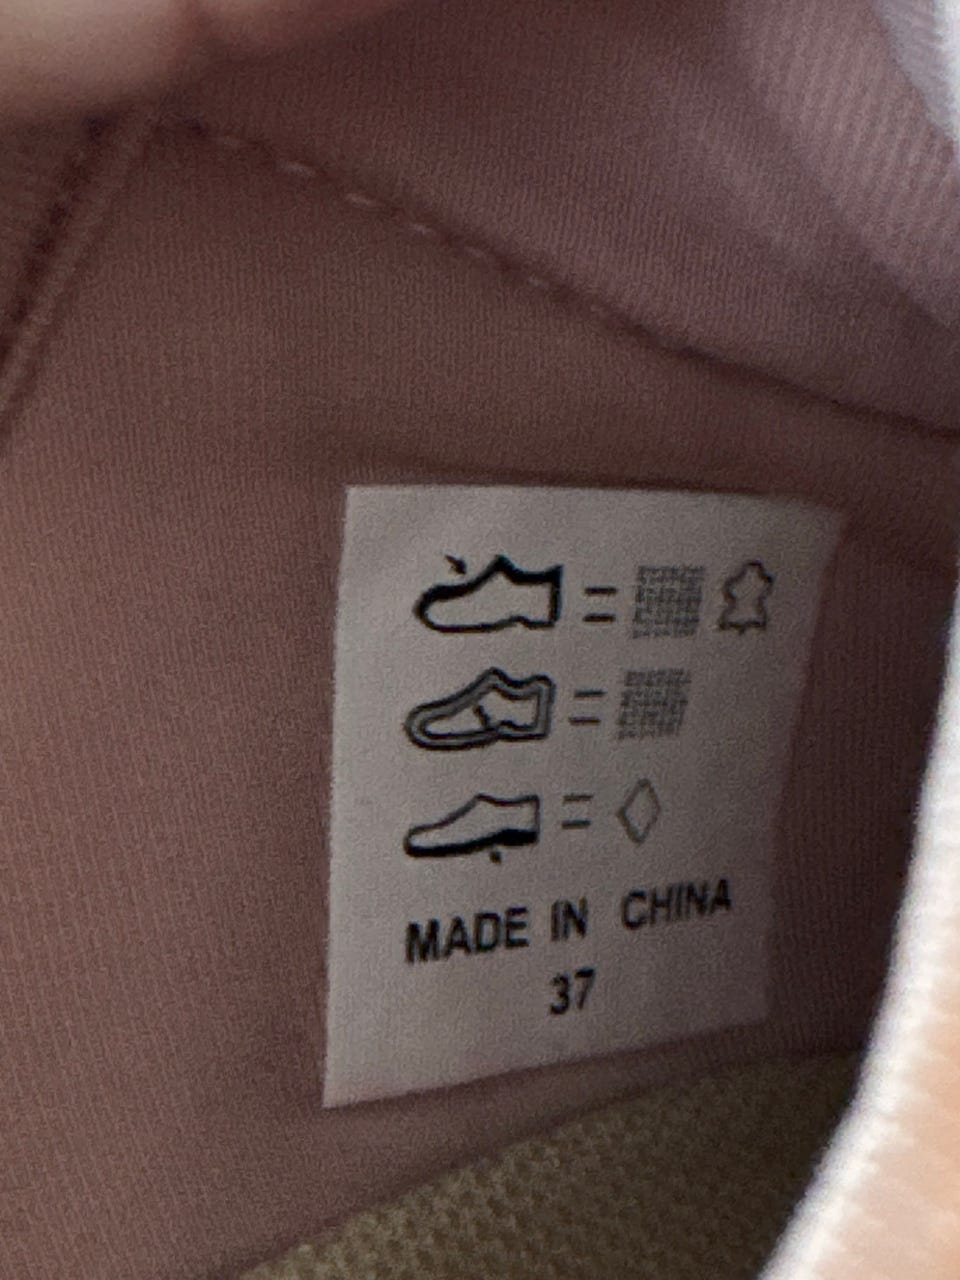 =
=
=
MADE IN CHINA
37